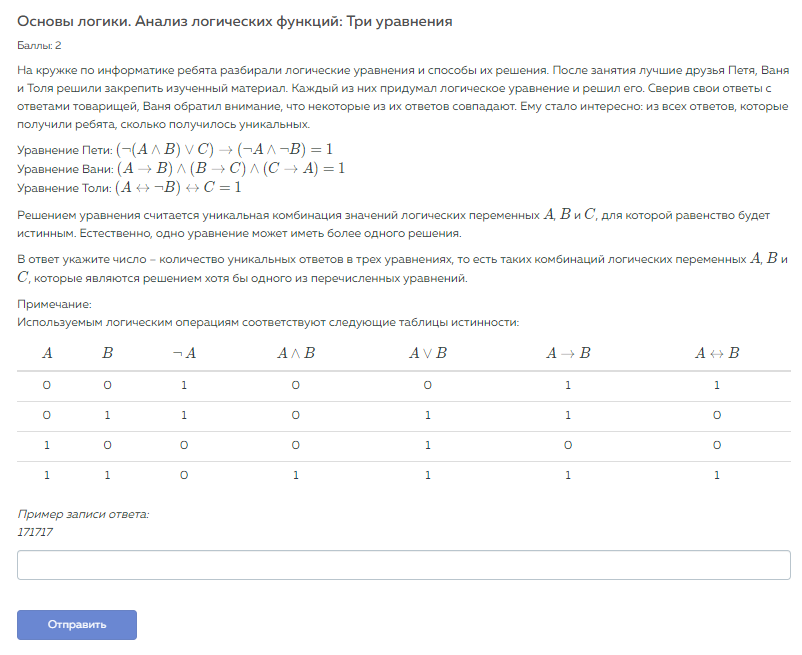 Основы логики. Анализ логических функций: Три уравнения
Баллы: 2
На кружке по информатике ребята разбирали логические уравнения и способы их решения. После занятия лучшие друзья Петя, Ваня
и Толя решили закрепить изученный материал. Каждый из них придумал логическое уравнение и решил его. Сверив свои ответы с
ответами товарищей, Ваня обратил внимание, что некоторые из их ответов совпадают. Ему стало интересно: из всех ответов, которые
получили ребята, сколько получилось уникальных.
Уравнение Пети: (¬(A ∧ B) ∨ C) → (¬A ∧ ¬B) = 1
Уравнение Вани: (A → B) ∧ (B → C) ∧ (C → A) = 1
Уравнение Толи: (A ↔ ¬B) ↔ C = 1
Решением уравнения считается уникальная комбинация значений логических переменных A, B и C, для которой равенство будет
истинным. Естественно, одно уравнение может иметь более одного решения.
В ответ укажите число – количество уникальных ответов в трех уравнениях, то есть таких комбинаций логических переменных A, B и
C, которые являются решением хотя бы одного из перечисленных уравнений.
Примечание:
Используемым логическим операциям соответствуют следующие таблицы истинности:
A B ¬A A ∧ B A ∨ B A → B A ↔ B
0 0 1 0 0 1 1
0 1 1 0 1 1 0
1 0 0 0 1 0 0
1 1 0 1 1 1 1
Пример записи ответа:
171717
Отправить